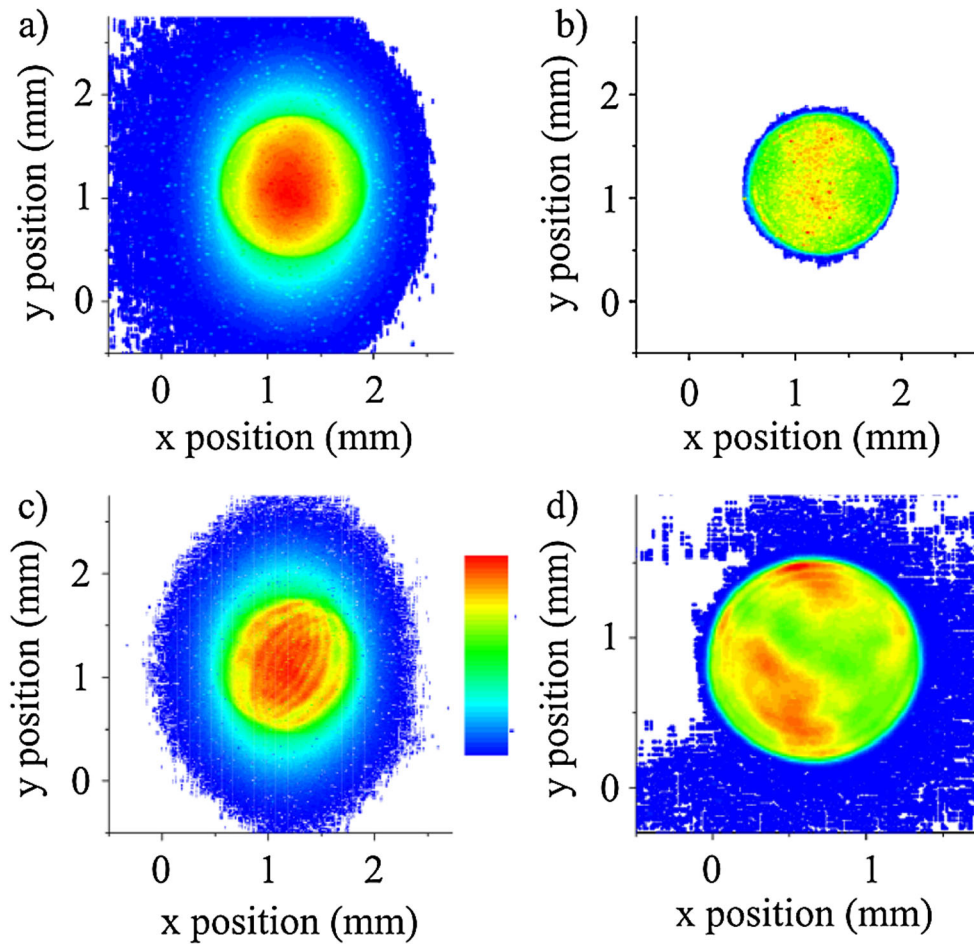 a)
y position (mm)
2
1
0
0 1 2
x position (mm)
b)
y position (mm)
2
1
0
0 1 2
x position (mm)
c)
y position (mm)
2
1
0
0 1 2
x position (mm)
d)
y position (mm)
1
0
0 1
x position (mm)